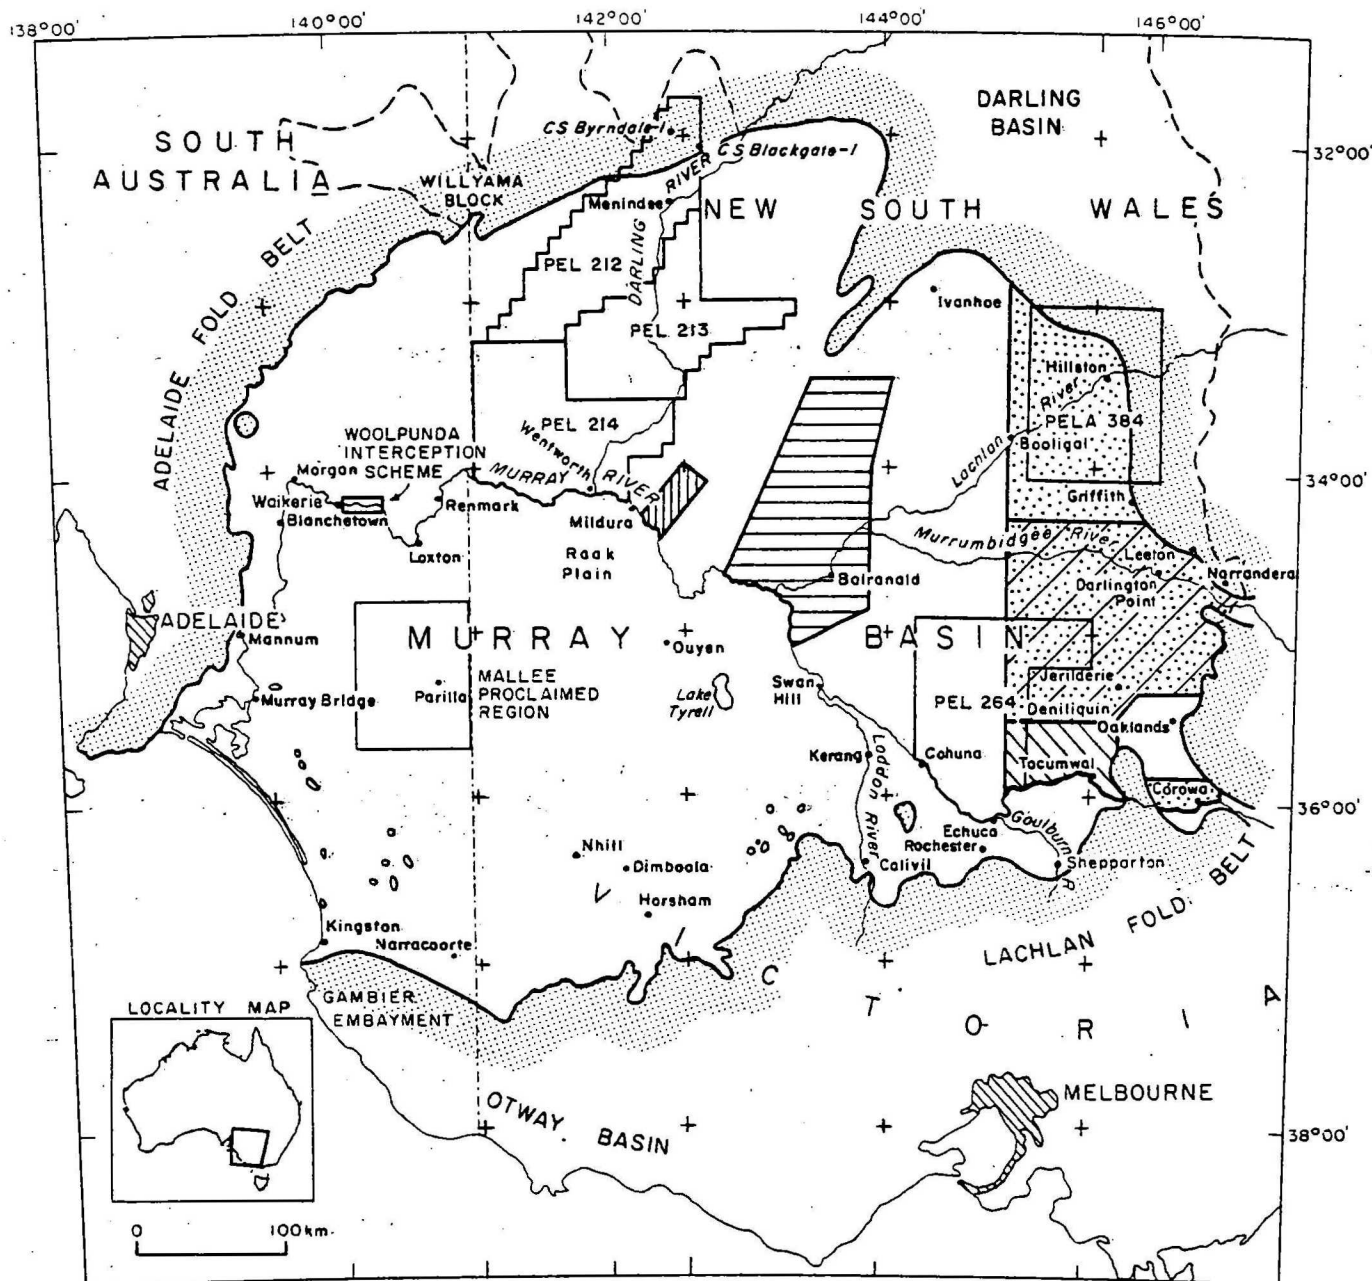 138°00' 140°00' 142°00' 144°00' 146°00'
SOUTH
AUSTRALIA
DARLING
BASIN
CS Byrndale-1
CS Blackgate-1
32°00'
WILLYAMA
BLOCK
Menindee
RIVER
DARLING
NEW SOUTH WALES
ADELAIDE FOLD BELT
PEL 212
PEL 213
Ivanhoe
Hillston
Lachlan River
PELA 384
Booligal
PEL 214
WOOLPUNDA
INTERCEPTION
SCHEME
Wentworth
MURRAY RIVER
Morgan
34°00'
Waikerie
Blanchetown
Renmark
Mildura
Griffith
Loxton
Raak
Plain
Murrumbidgee River
Leeton
Balranald
Darlington
Point
Narrandera
ADELAIDE
Mannum
MURRAY BASIN
Ouyen
Murray Bridge
Parilla
MALLEE
PROCLAIMED
REGION
Lake
Tyrell
Swan
Hill
PEL 264
Jerilderie
Deniliquin
Oaklands
Kerang
Loddon River
Cohuna
Tocumwal
Corowa
36°00'
Echuca
Goulburn R
Rochester
Nhill
Dimboola
Calivil
Shepparton
Horsham
LACHLAN FOLD BELT
Kingston
Narracoorte
VICTORIA
GAMBIER
EMBAYMENT
LOCALITY MAP
MELBOURNE
OTWAY BASIN
38°00'
0 100km